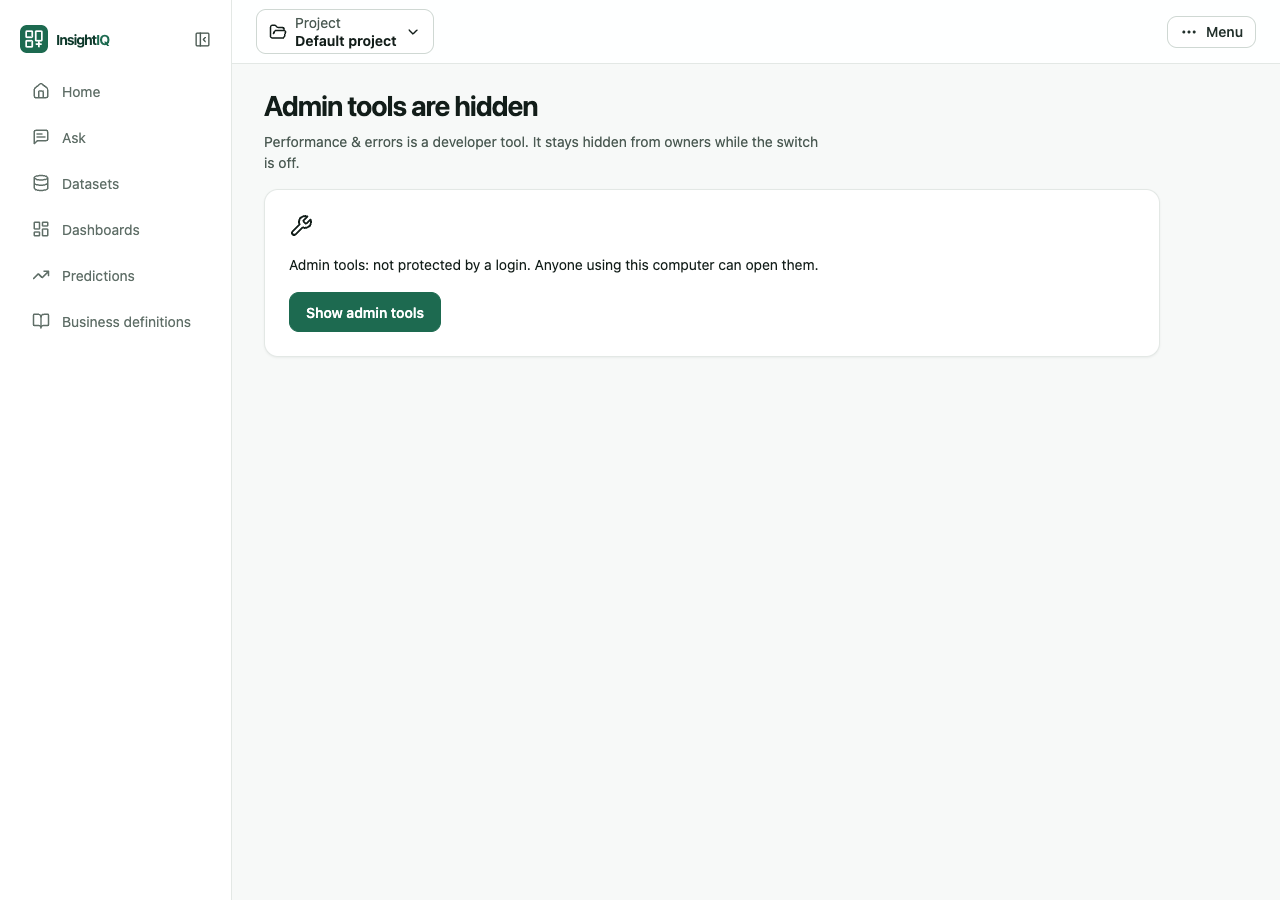 InsightIQ
Project
Default project
Menu
Home
Ask
Datasets
Dashboards
Predictions
Business definitions
Admin tools are hidden
Performance & errors is a developer tool. It stays hidden from owners while the switch
is off.
Admin tools: not protected by a login. Anyone using this computer can open them.
Show admin tools